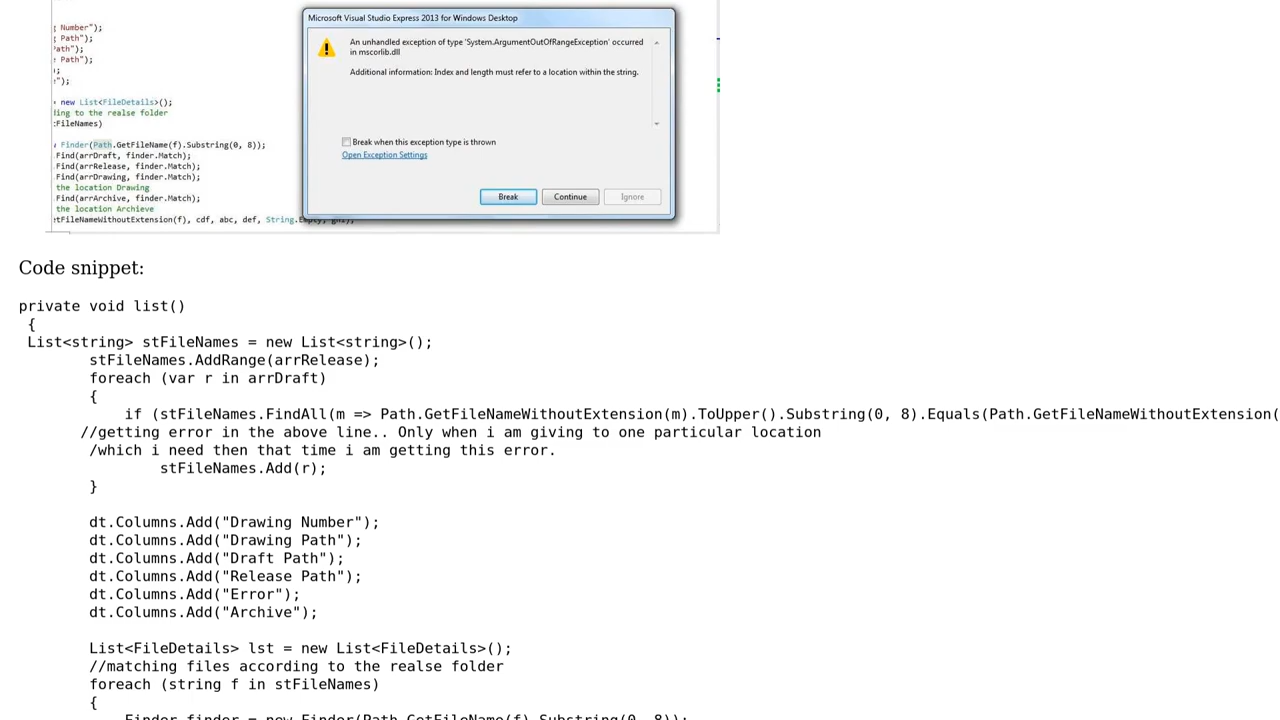 Microsoft Visual Studio Express 2013 for Windows Desktop
Number");
Path");
ath");
Path");
;
");
new List<FileDetails>();
ing to the realse folder
FileNames)
Finder(Path.GetFileName(f).Substring(0, 8));
Find(arrDraft, finder.Match);
Find(arrRelease, finder.Match);
Find(arrDrawing, finder.Match);
the location Drawing
Find(arrArchive, finder.Match);
the location Archieve
tFileNameWithoutExtension(f), cdf, abc, def, String.
An unhandled exception of type 'System.ArgumentOutOfRangeException' occurred
in mscorlib.dll
Additional information: Index and length must refer to a location within the string.
Break when this exception type is thrown
Open Exception Settings
Break Continue Ignore
Code snippet:
private void list()
{
List<string> stFileNames = new List<string>();
stFileNames.AddRange(arrRelease);
foreach (var r in arrDraft)
{
if (stFileNames.FindAll(m => Path.GetFileNameWithoutExtension(m).ToUpper().Substring(0, 8).Equals(Path.GetFileNameWithoutExtension(
//getting error in the above line.. Only when i am giving to one particular location
/which i need then that time i am getting this error.
stFileNames.Add(r);
}
dt.Columns.Add("Drawing Number");
dt.Columns.Add("Drawing Path");
dt.Columns.Add("Draft Path");
dt.Columns.Add("Release Path");
dt.Columns.Add("Error");
dt.Columns.Add("Archive");
List<FileDetails> lst = new List<FileDetails>();
//matching files according to the realse folder
foreach (string f in stFileNames)
{
Finder finder = new Finder(Path.GetFileName(f).Substring(0, 8));